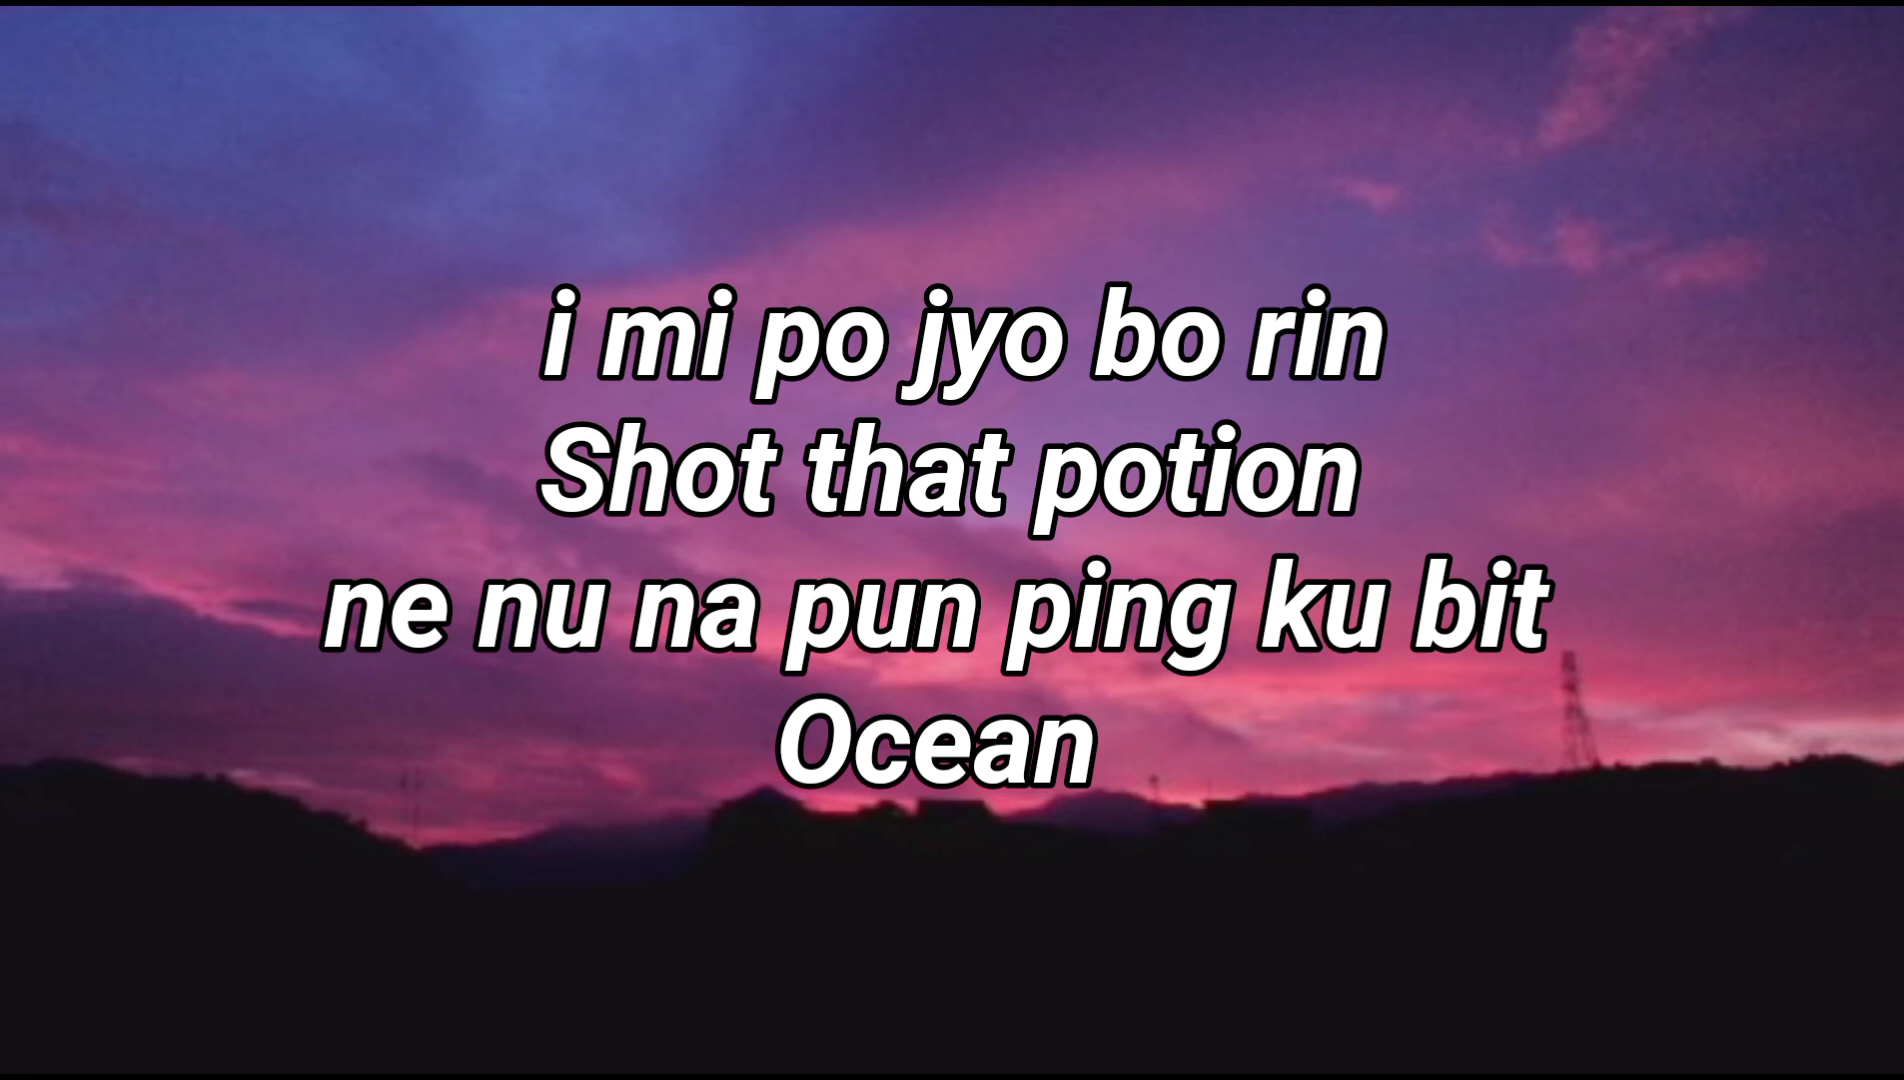 i mi po jyo bo rin
Shot that potion
ne nu na pun ping ku bit
Ocean